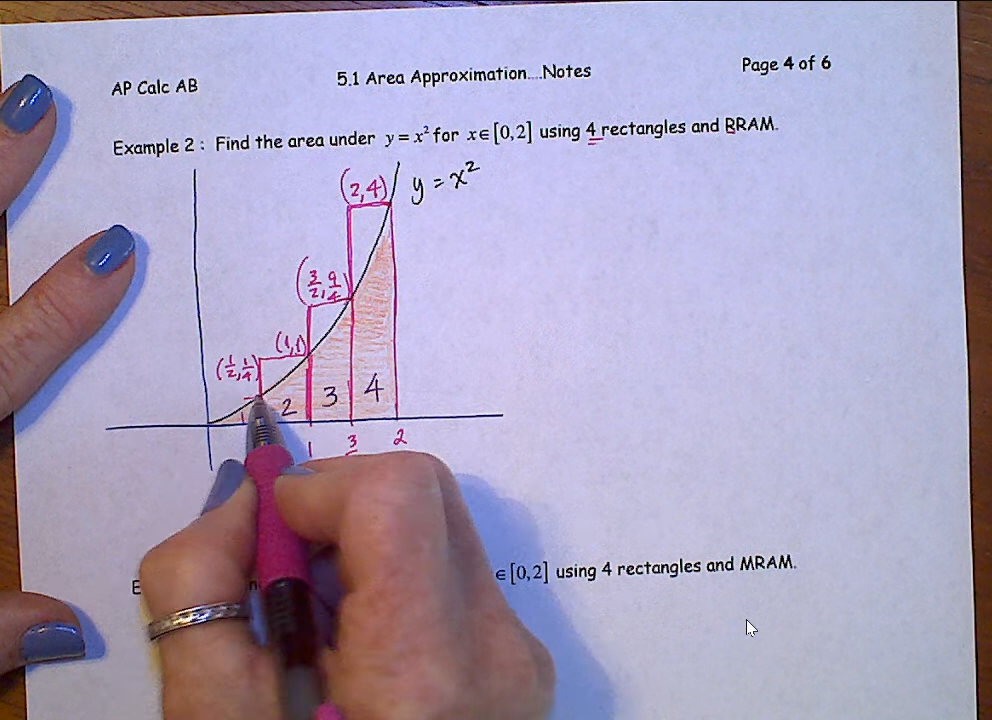 AP Calc AB 5.1 Area Approximation....Notes Page 4 of 6
Example 2 : Find the area under y = x² for x ∈ [0,2] using 4 rectangles and RRAM.
(2,4) y = x²
(3/2, 9/4)
(1,1)
(1/2, 1/4)
1 2 3 4
1 3 2
∈ [0,2] using 4 rectangles and MRAM.